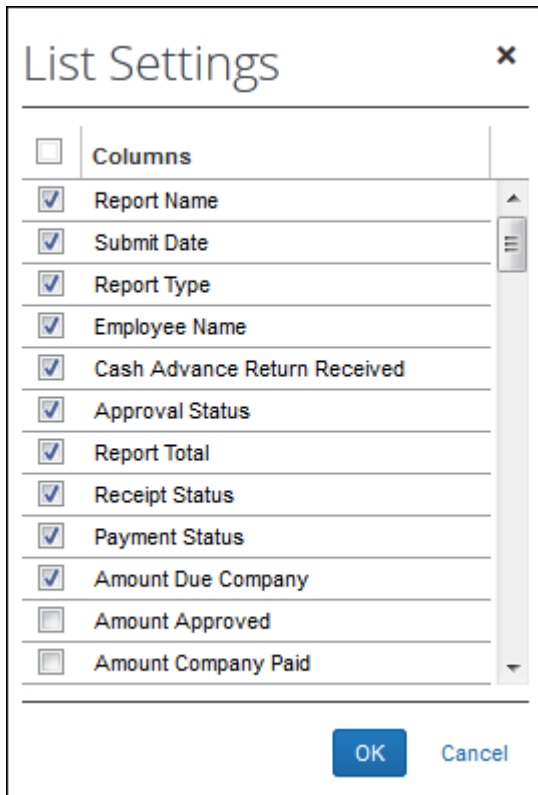 List Settings
Columns
Report Name
Submit Date
Report Type
Employee Name
Cash Advance Return Received
Approval Status
Report Total
Receipt Status
Payment Status
Amount Due Company
Amount Approved
Amount Company Paid
OK Cancel